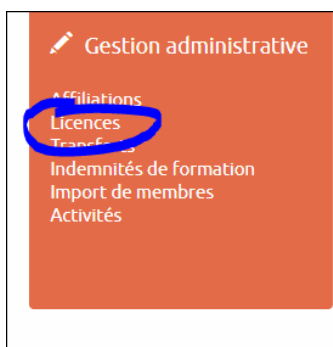 Gestion administrative
Affiliations
Licences
Transferts
Indemnités de formation
Import de membres
Activités